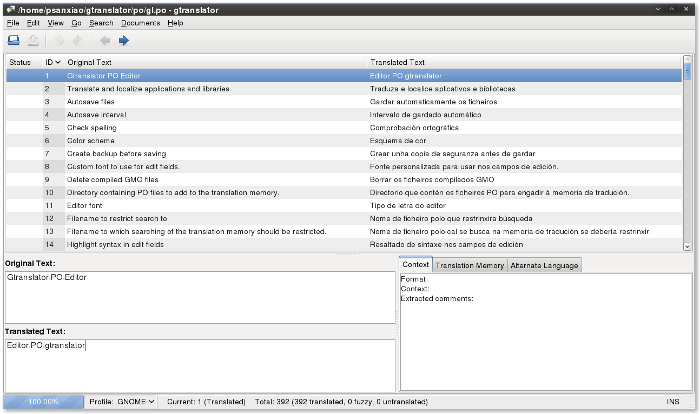 /home/psanxiao/gtranslator/po/gl.po - gtranslator
File Edit View Go Search Documents Help
Status ID Original Text Translated Text
1 Gtranslator PO Editor Editor PO gtranslator
2 Translate and localize applications and libraries Traduza e localice aplicativos e bibliotecas
3 Autosave files Gardar automaticamente os ficheiros
4 Autosave interval Intervalo de gardado automático
5 Check spelling Comprobación ortográfica
6 Color scheme Esquema de cor
7 Create backup before saving Crear unha copia de seguranza antes de gardar
8 Custom font to use for edit fields. Fonte personalizada para usar nos campos de edición.
9 Delete compiled GMO files Borrar os ficheiros compilados GMO
10 Directory containing PO files to add to the translation memory. Directorio que contén os ficheiros PO para engadir á memoria de tradución.
11 Editor font Tipo de letra do editor
12 Filename to restrict search to Nome de ficheiro polo que restrinxira búsqueda
13 Filename to which searching of the translation memory should be restricted. Nome de ficheiro polo cal se busca na memoria de tradución se debería restrinxir
14 Highlight syntax in edit fields Resaltado de sintaxe nos campos de edición
Original Text:
Gtranslator·PO·Editor
Translated Text:
Editor·PO·gtranslator
Context Translation Memory Alternate Language
Format:
Context:
Extracted comments:
100.00% Profile: GNOME Current: 1 (Translated) Total: 392 (392 translated, 0 fuzzy, 0 untranslated) INS